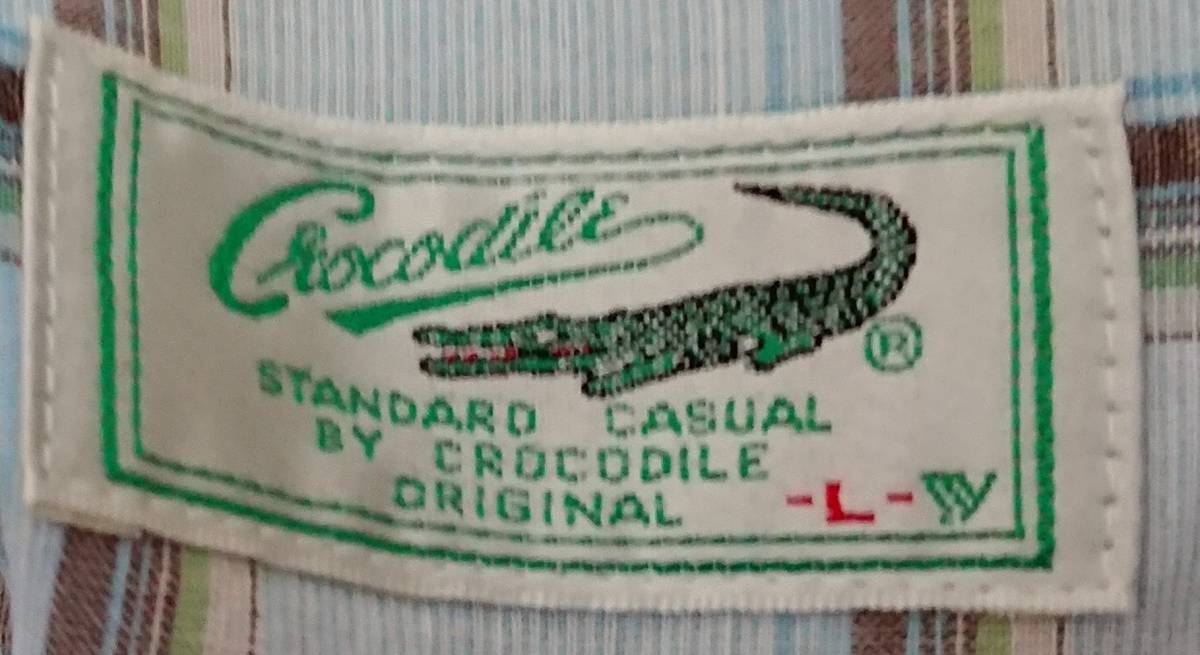 Crocodile
®
STANDARD CASUAL
BY CROCODILE
ORIGINAL -L-